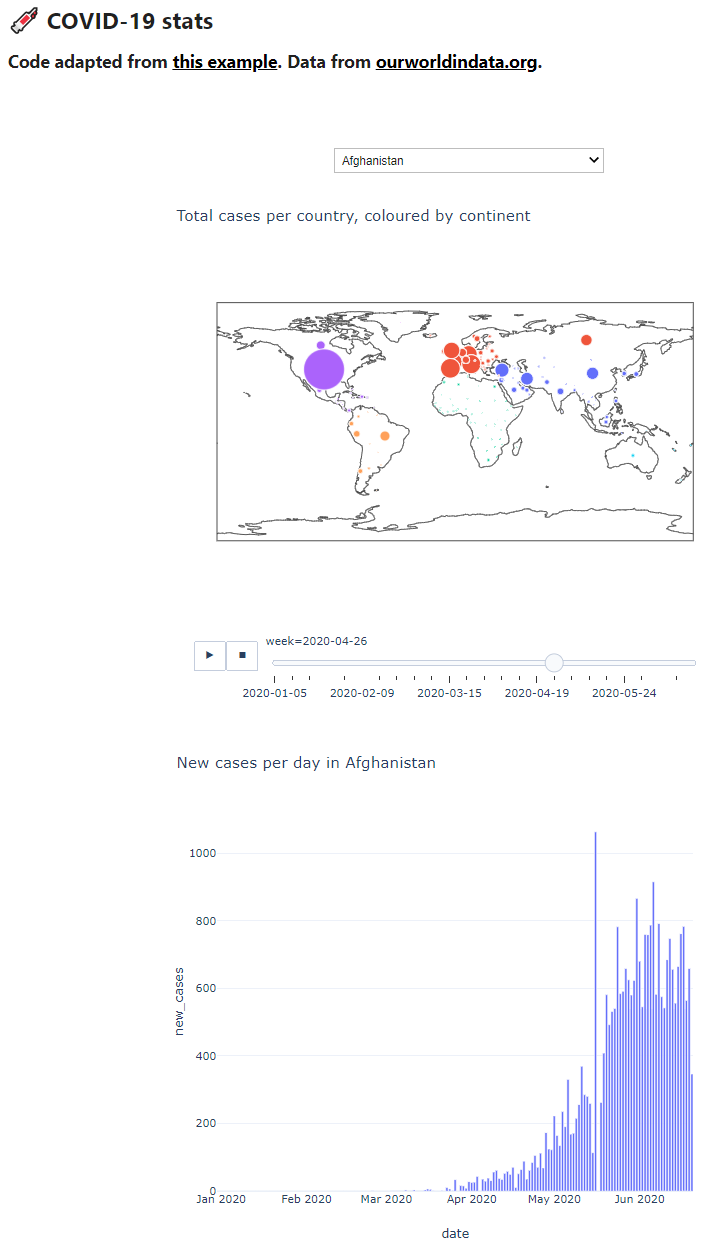 COVID-19 stats
Code adapted from this example. Data from ourworldindata.org.
Afghanistan
Total cases per country, coloured by continent
week=2020-04-26
2020-01-05 2020-02-09 2020-03-15 2020-04-19 2020-05-24
New cases per day in Afghanistan
1000
800
600
new_cases
400
200
0
Jan 2020 Feb 2020 Mar 2020 Apr 2020 May 2020 Jun 2020
date